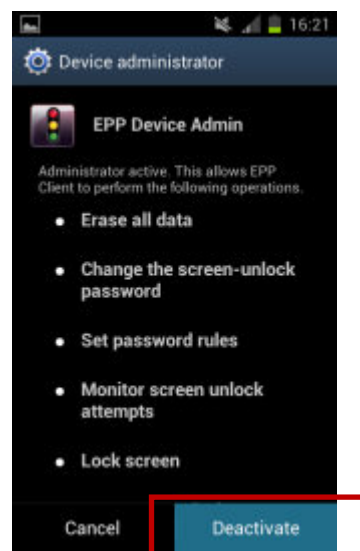 16:21
Device administrator
EPP Device Admin
Administrator active. This allows EPP
Client to perform the following operations.
• Erase all data
• Change the screen-unlock
password
• Set password rules
• Monitor screen unlock
attempts
• Lock screen
Cancel Deactivate